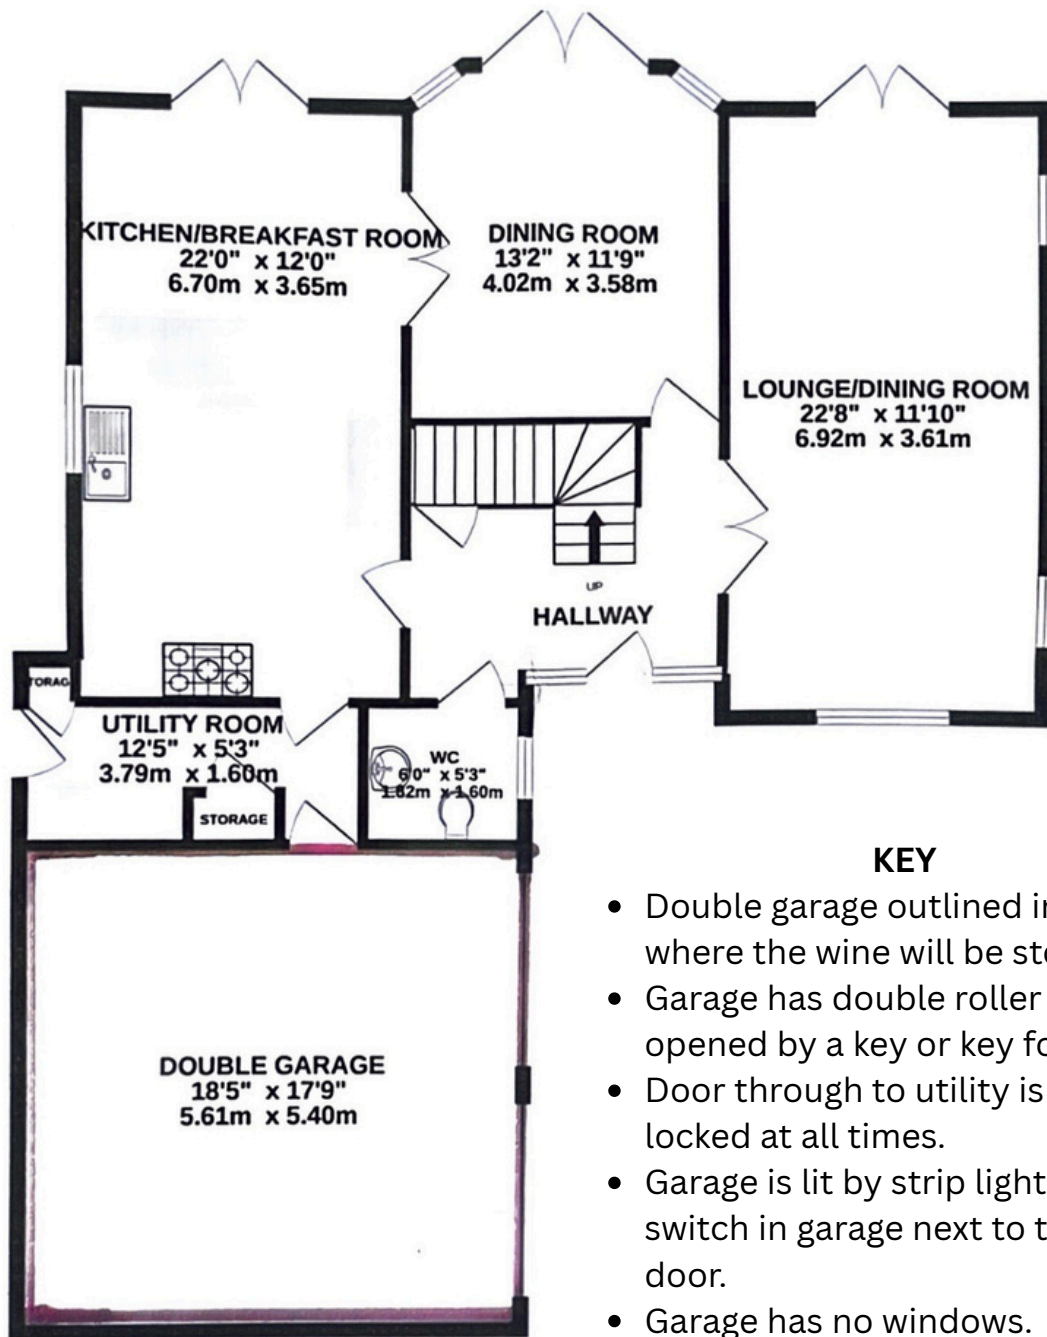 KITCHEN/BREAKFAST ROOM
22'0" x 12'0"
6.70m x 3.65m
DINING ROOM
13'2" x 11'9"
4.02m x 3.58m
LOUNGE/DINING ROOM
22'8" x 11'10"
6.92m x 3.61m
UP
HALLWAY
TORAG
UTILITY ROOM
12'5" x 5'3"
3.79m x 1.60m
STORAGE
WC
6'0" x 5'3"
1.82m x 1.60m
DOUBLE GARAGE
18'5" x 17'9"
5.61m x 5.40m
KEY
• Double garage outlined in
where the wine will be sto
• Garage has double roller
opened by a key or key fo
• Door through to utility is
locked at all times.
• Garage is lit by strip light
switch in garage next to t
door.
• Garage has no windows.